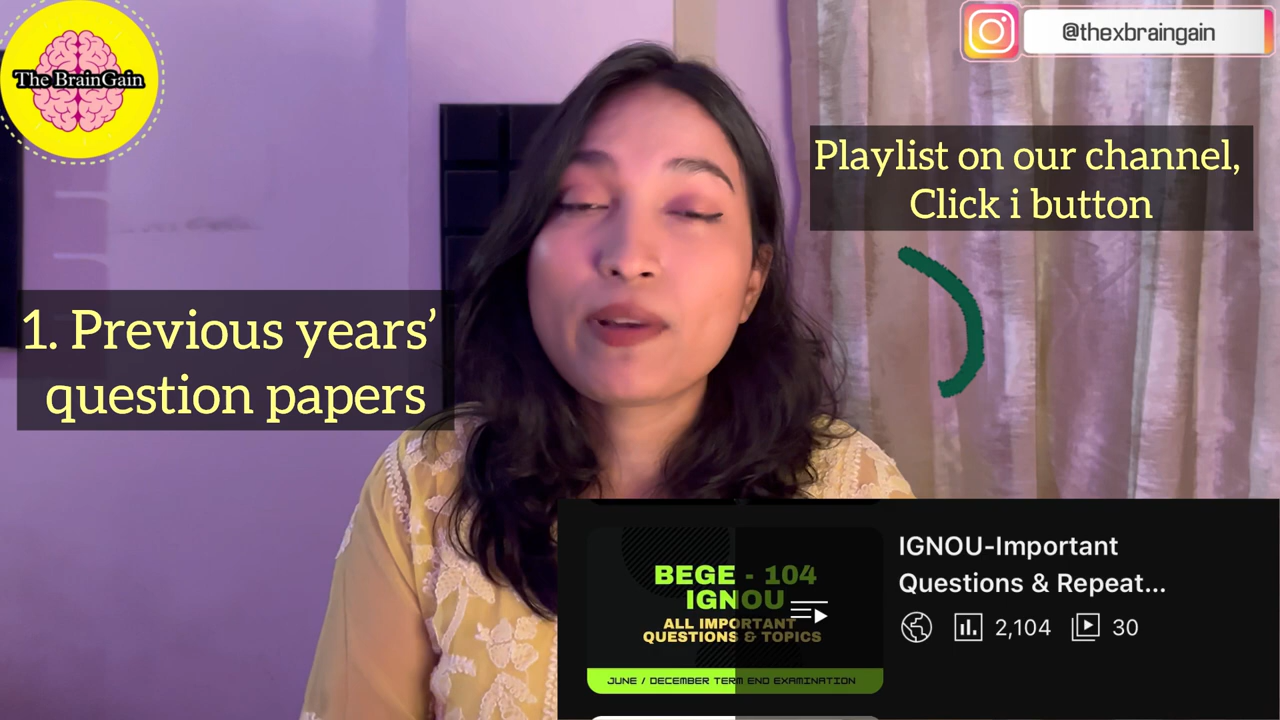 The BrainGain
@thexbraingain
Playlist on our channel,
Click i button
1. Previous years’
question papers
BEGE - 104
IGNOU
ALL IMPORTANT
QUESTIONS & TOPICS
JUNE / DECEMBER TERM END EXAMINATION
IGNOU-Important
Questions & Repeat...
2,104
30